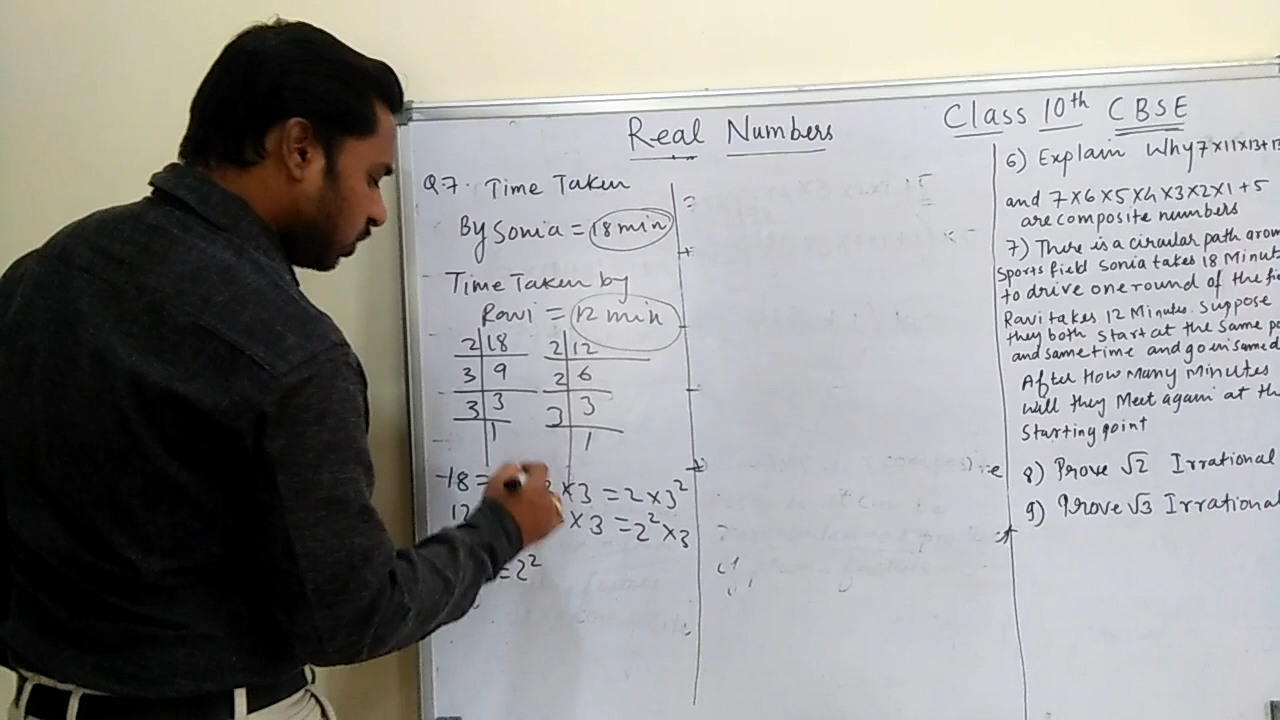 Real Numbers
Class 10th CBSE
Q.7. Time Taken
By Sonia = 18 min
Time Taken by
Ravi = 12 min
2 | 18
3 | 9
3 | 3
1
2 | 12
2 | 6
3 | 3
1
18 = × 3 = 2 × 3²
12 × 3 = 2² × 3
= 2²
15
6) Explain Why 7×11×13+13
and 7×6×5×4×3×2×1+5
are composite numbers
7) There is a circular path
Sports field Sonia takes 18
to drive one round of the
Ravi takes 12 Minutes. Suppose
they both start at the same
and same time and go in
After How Many Minutes
will they Meet again at
Starting point
8) Prove √2 Irrational
9) Prove √3 Irrational